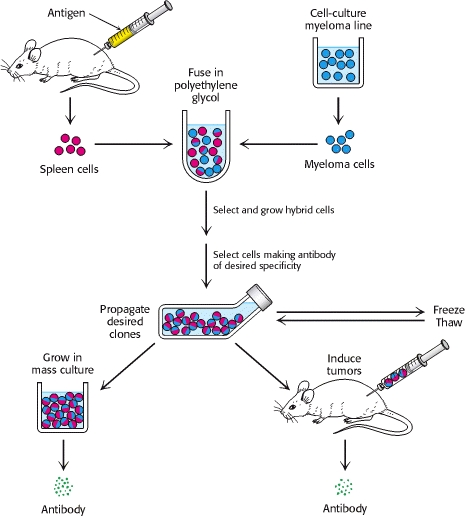 Antigen
Cell-culture
myeloma line
Fuse in
polyethylene
glycol
Spleen cells
Myeloma cells
Select and grow hybrid cells
Select cells making antibody
of desired specificity
Propagate
desired
clones
Freeze
Thaw
Grow in
mass culture
Induce
tumors
Antibody
Antibody